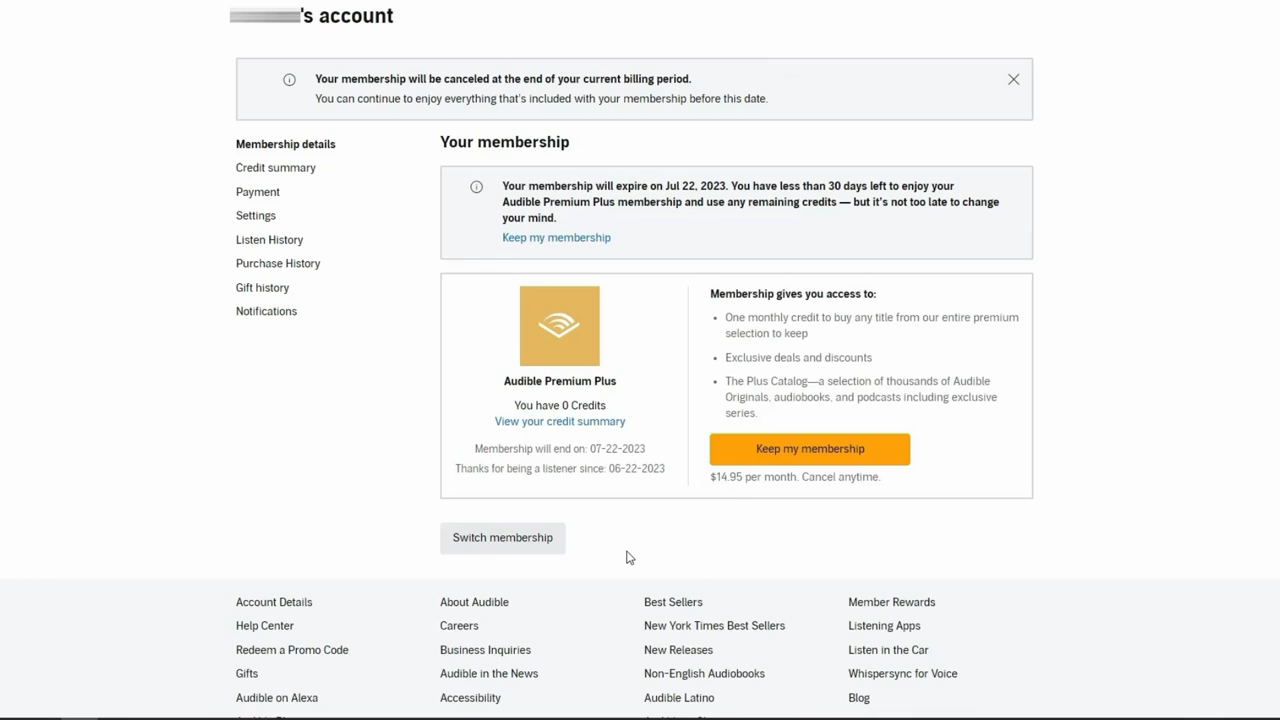 's account
Your membership will be canceled at the end of your current billing period.
You can continue to enjoy everything that's included with your membership before this date.
Membership details
Credit summary
Payment
Settings
Listen History
Purchase History
Gift history
Notifications
Your membership
Your membership will expire on Jul 22, 2023. You have less than 30 days left to enjoy your
Audible Premium Plus membership and use any remaining credits — but it's not too late to change
your mind.
Keep my membership
Audible Premium Plus
You have 0 Credits
View your credit summary
Membership will end on: 07-22-2023
Thanks for being a listener since: 06-22-2023
Membership gives you access to:
• One monthly credit to buy any title from our entire premium
selection to keep
• Exclusive deals and discounts
• The Plus Catalog—a selection of thousands of Audible
Originals, audiobooks, and podcasts including exclusive
series.
Keep my membership
$14.95 per month. Cancel anytime.
Switch membership
Account Details
Help Center
Redeem a Promo Code
Gifts
Audible on Alexa
About Audible
Careers
Business Inquiries
Audible in the News
Accessibility
Best Sellers
New York Times Best Sellers
New Releases
Non-English Audiobooks
Audible Latino
Member Rewards
Listening Apps
Listen in the Car
Whispersync for Voice
Blog